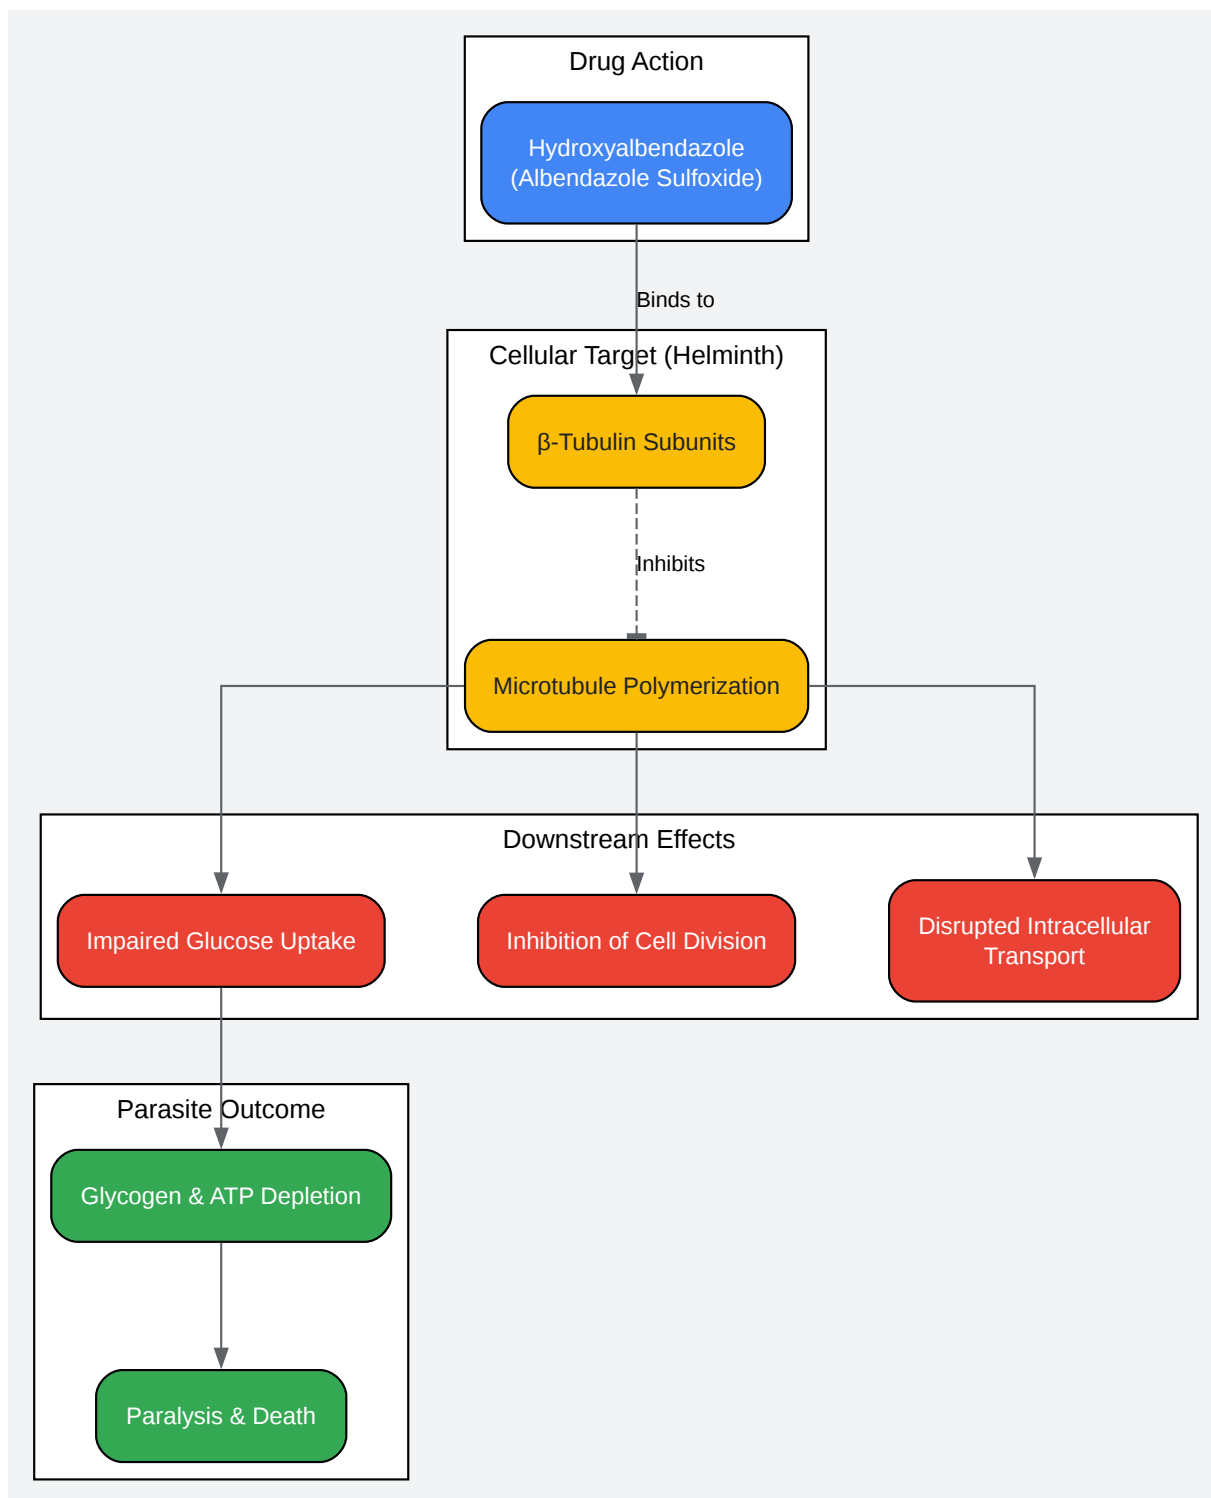 Drug Action
Hydroxyalbendazole
(Albendazole Sulfoxide)
Binds to
Cellular Target (Helminth)
β-Tubulin Subunits
Inhibits
Microtubule Polymerization
Downstream Effects
Impaired Glucose Uptake
Inhibition of Cell Division
Disrupted Intracellular
Transport
Parasite Outcome
Glycogen & ATP Depletion
Paralysis & Death